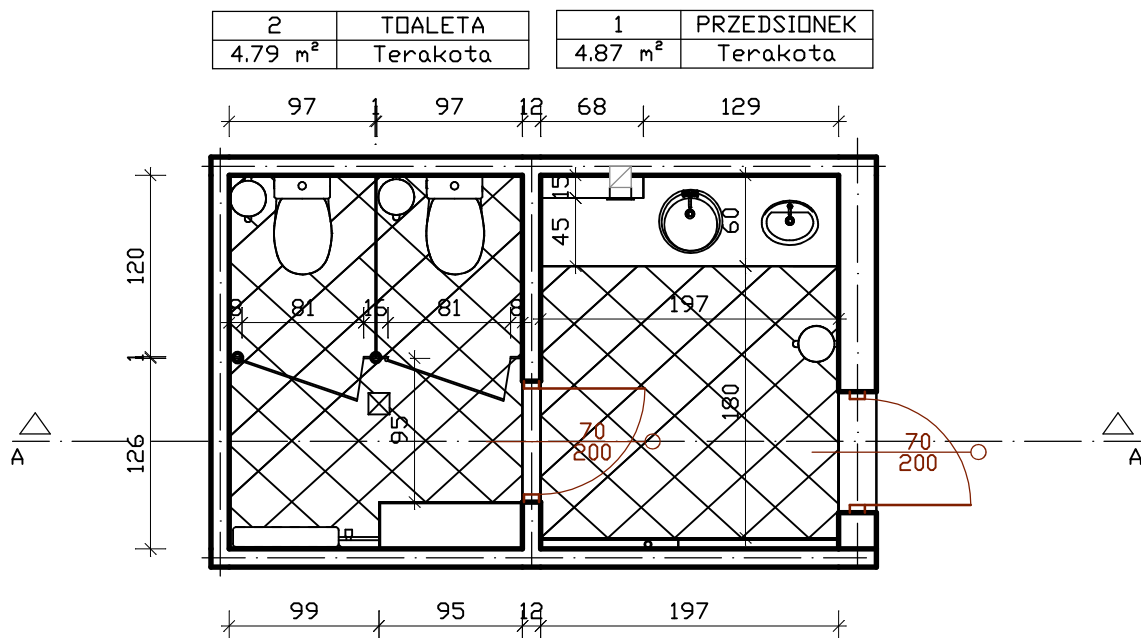 2 TOALETA 1 PRZEDSIONEK
4.79 m² Terakota 4.87 m² Terakota
97 1 97 12 68 129
15
60
45
120
8 81 16 81 8 197
1
180
95
70
200
126
70
200
A A
99 95 12 197